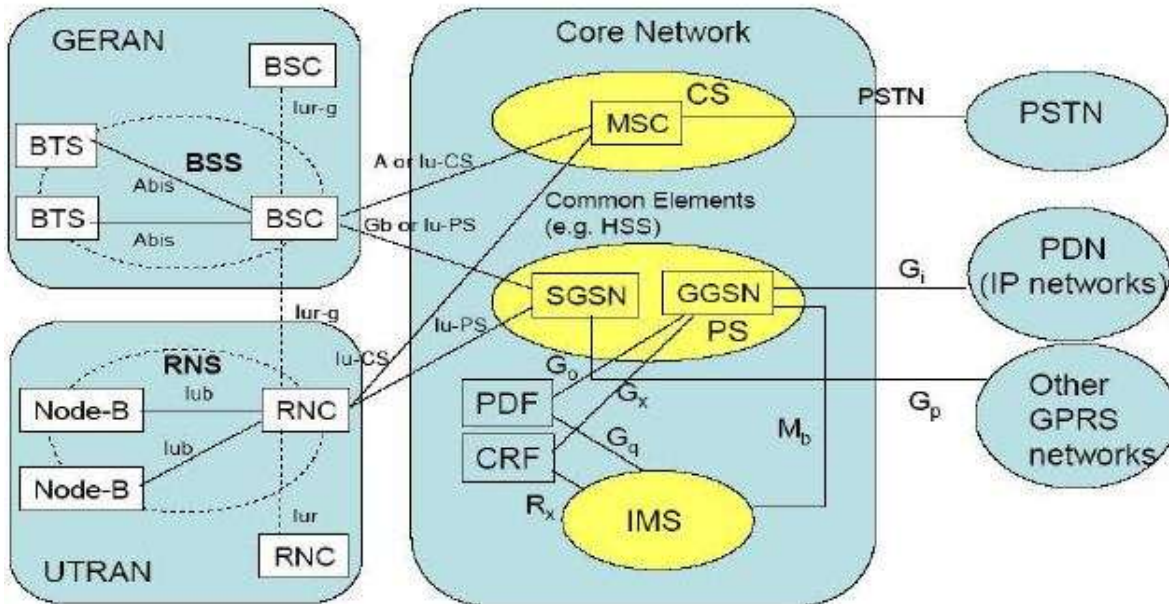 GERAN
BSC
Iur-g
BTS
BSS
Abis
BTS
BSC
Abis
Iur-g
RNS
Node-B
Iub
RNC
Iub
Node-B
Iur
RNC
UTRAN
A or Iu-CS
Gb or Iu-PS
Iu-PS
Iu-CS
Core Network
CS
MSC
Common Elements
(e.g. HSS)
SGSN
GGSN
PS
Go
Gx
PDF
Gq
CRF
Rx
IMS
Mb
PSTN
PSTN
Gi
PDN
(IP networks)
Gp
Other
GPRS
networks